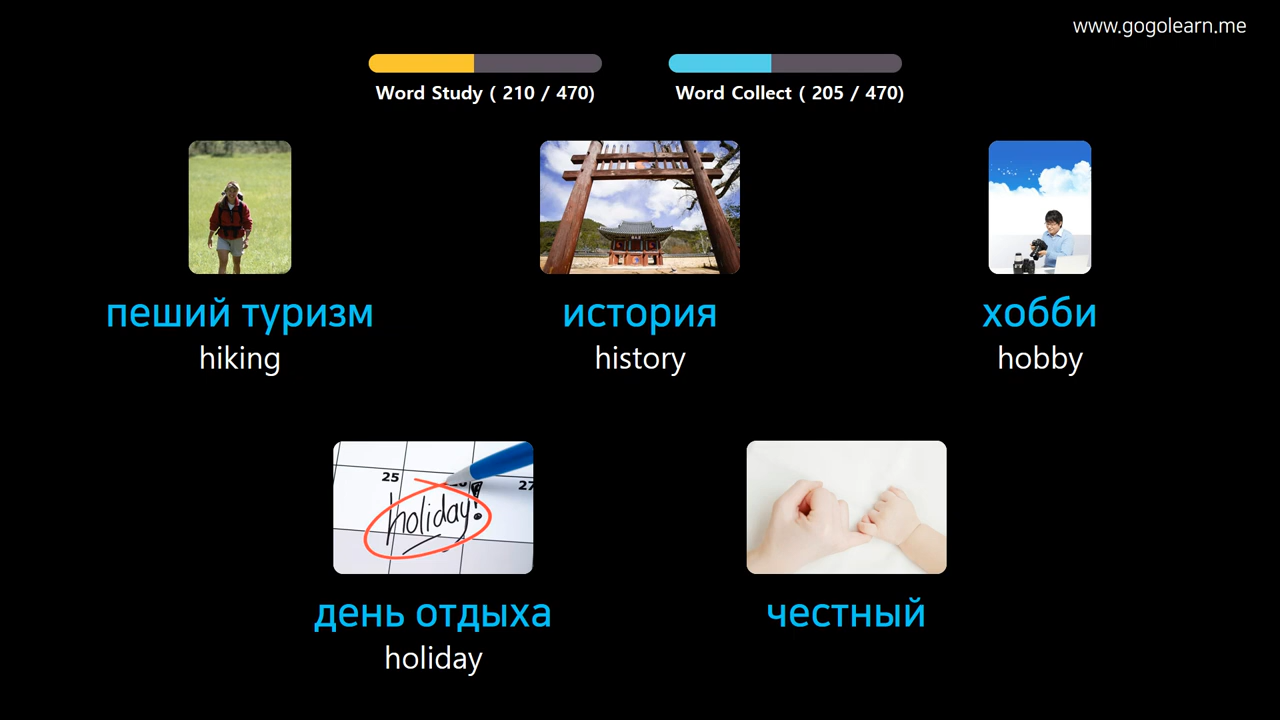 www.gogolearn.me
Word Study ( 210 / 470)
Word Collect ( 205 / 470)
пеший туризм
hiking
история
history
хобби
hobby
25
27
holiday!
день отдыха
holiday
честный